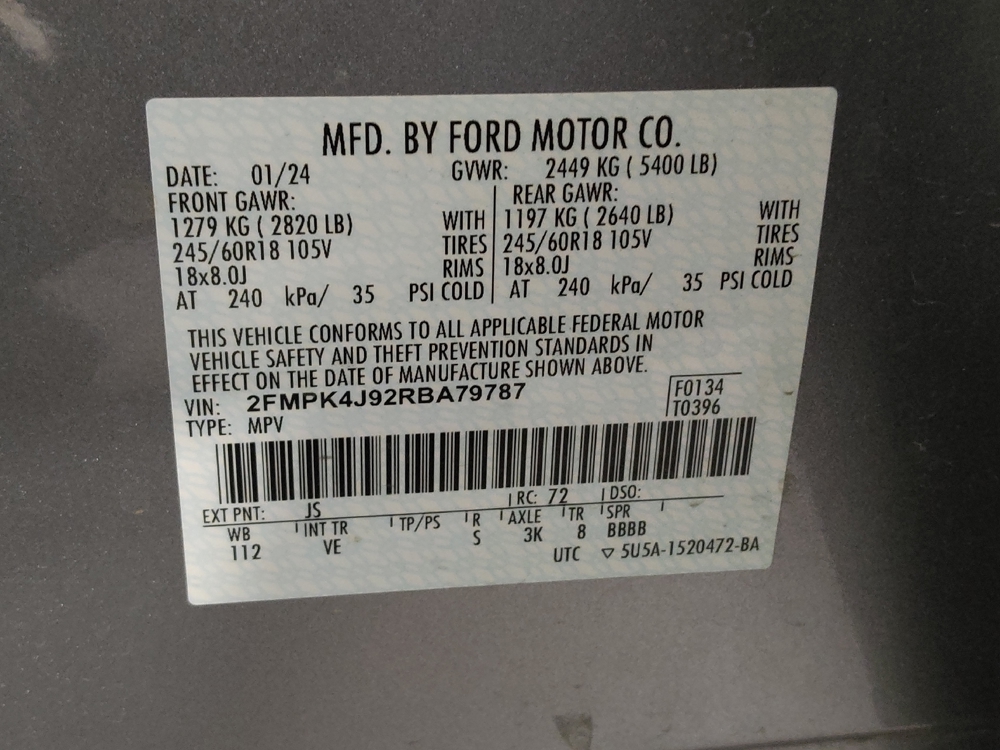 MFD. BY FORD MOTOR CO.
DATE: 01/24 GVWR: 2449 KG ( 5400 LB)
FRONT GAWR: REAR GAWR:
1279 KG ( 2820 LB) WITH 1197 KG ( 2640 LB) WITH
245/60R18 105V TIRES 245/60R18 105V TIRES
18x8.0J RIMS 18x8.0J RIMS
AT 240 kPa/ 35 PSI COLD AT 240 kPa/ 35 PSI COLD
THIS VEHICLE CONFORMS TO ALL APPLICABLE FEDERAL MOTOR
VEHICLE SAFETY AND THEFT PREVENTION STANDARDS IN
EFFECT ON THE DATE OF MANUFACTURE SHOWN ABOVE.
VIN: 2FMPK4J92RBA79787 F0134
TYPE: MPV T0396
EXT PNT: JS RC: 72 DSO:
WB INT TR TP/PS R AXLE TR SPR
112 VE S 3K 8 BBBB
UTC ▽ 5U5A-1520472-BA